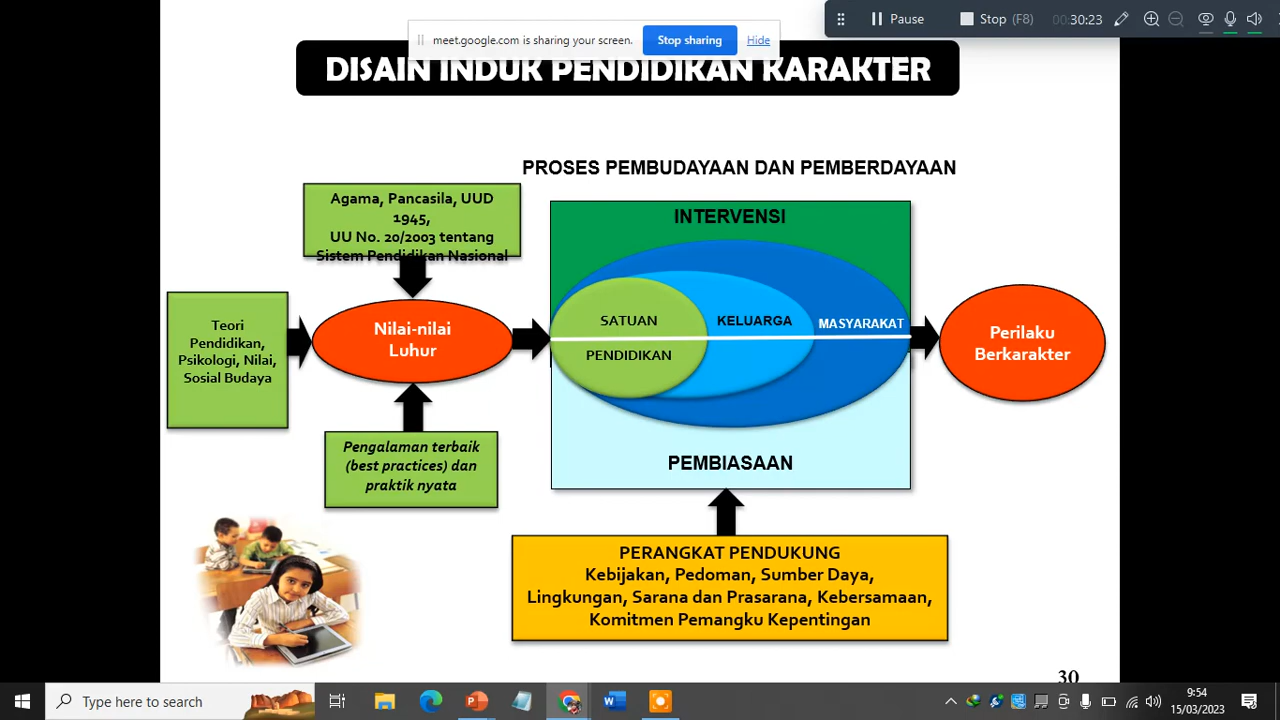 meet.google.com is sharing your screen.
Stop sharing
Hide
Pause
Stop (F8)
00:30:23
DISAIN INDUK PENDIDIKAN KARAKTER
PROSES PEMBUDAYAAN DAN PEMBERDAYAAN
Agama, Pancasila, UUD
1945,
UU No. 20/2003 tentang
Sistem Pendidikan Nasional
INTERVENSI
Teori
Pendidikan,
Psikologi, Nilai,
Sosial Budaya
Nilai-nilai
Luhur
SATUAN
PENDIDIKAN
KELUARGA
MASYARAKAT
Perilaku
Berkarakter
Pengalaman terbaik
(best practices) dan
praktik nyata
PEMBIASAAN
PERANGKAT PENDUKUNG
Kebijakan, Pedoman, Sumber Daya,
Lingkungan, Sarana dan Prasarana, Kebersamaan,
Komitmen Pemangku Kepentingan
30
Type here to search
9:54
15/03/2023